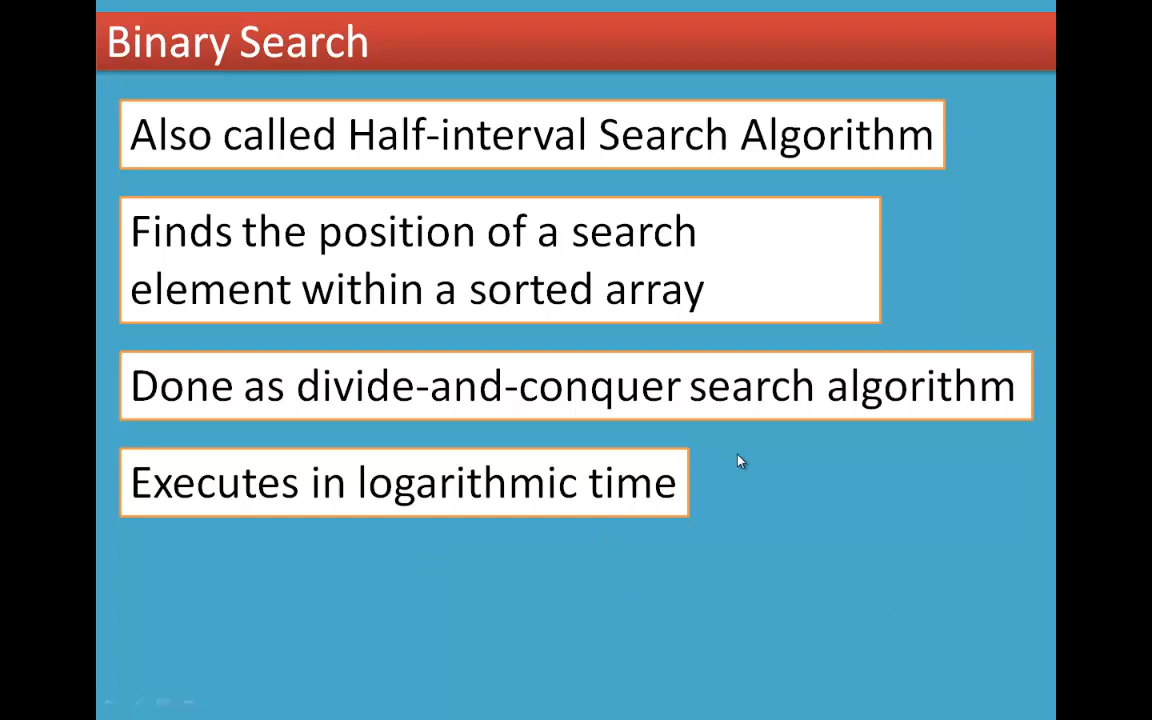 Binary Search
Also called Half-interval Search Algorithm
Finds the position of a search
element within a sorted array
Done as divide-and-conquer search algorithm
Executes in logarithmic time